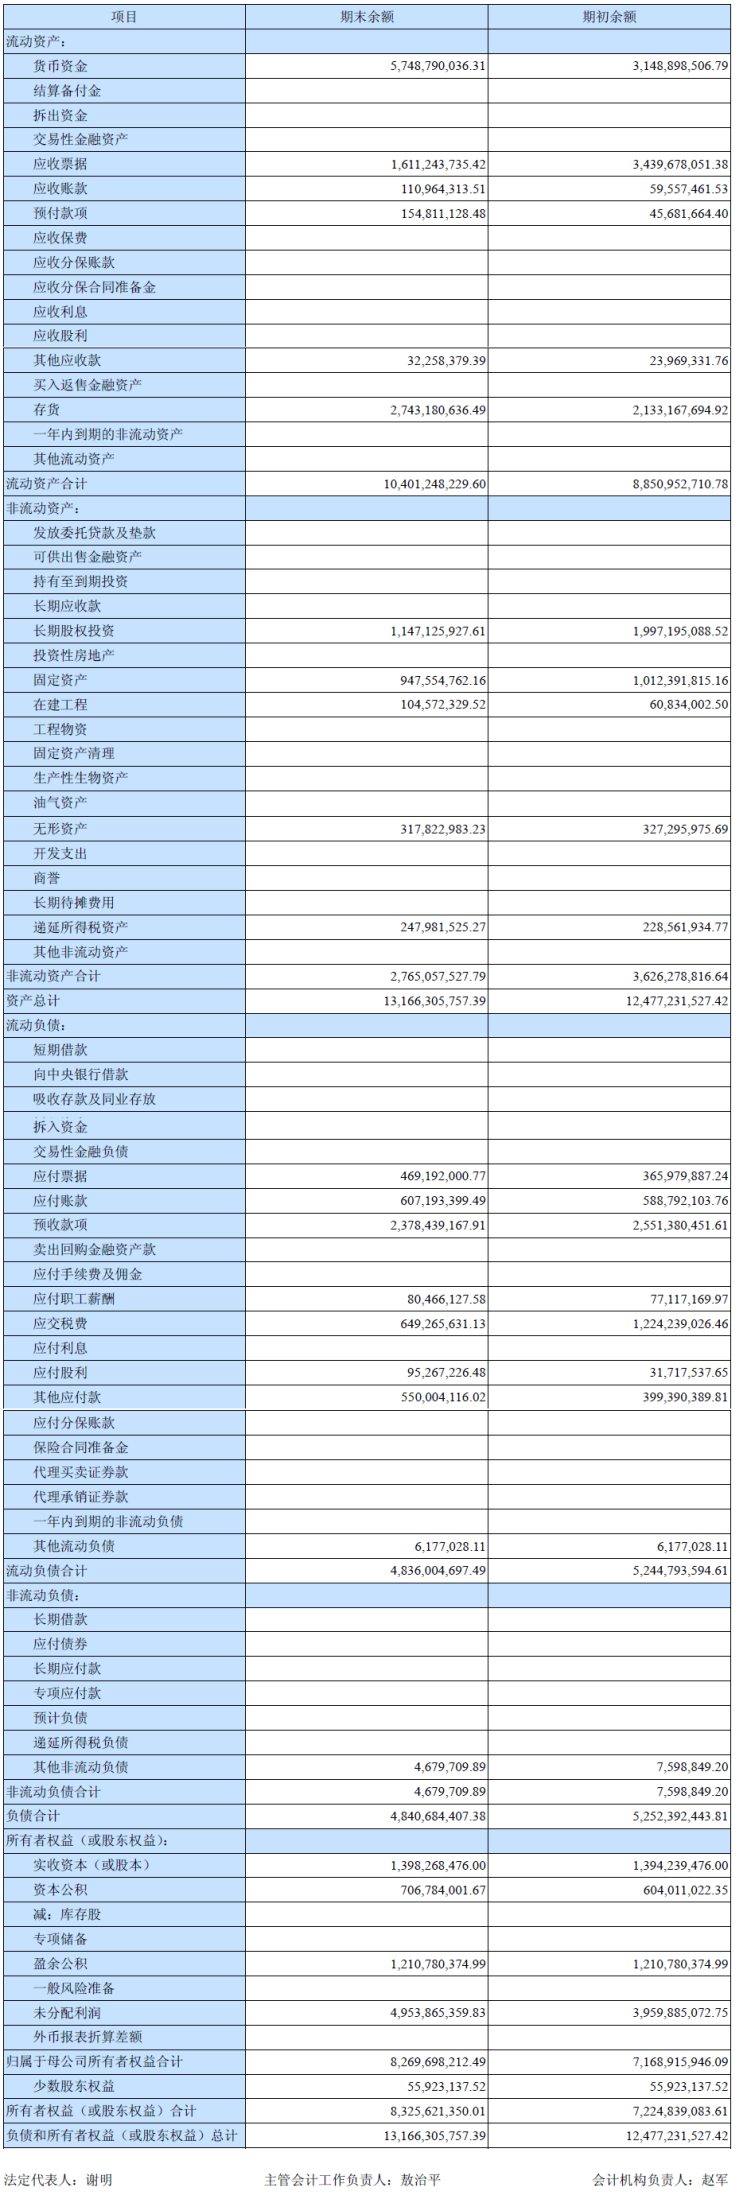 项目 期末余额 期初余额
流动资产：
货币资金 5,748,790,036.31 3,148,898,506.79
结算备付金
拆出资金
交易性金融资产
应收票据 1,611,243,735.42 3,439,678,051.38
应收账款 110,964,313.51 59,557,461.53
预付款项 154,811,128.48 45,681,664.40
应收保费
应收分保账款
应收分保合同准备金
应收利息
应收股利
其他应收款 32,258,379.39 23,969,331.76
买入返售金融资产
存货 2,743,180,636.49 2,133,167,694.92
一年内到期的非流动资产
其他流动资产
流动资产合计 10,401,248,229.60 8,850,952,710.78
非流动资产：
发放委托贷款及垫款
可供出售金融资产
持有至到期投资
长期应收款
长期股权投资 1,147,125,927.61 1,997,195,088.52
投资性房地产
固定资产 947,554,762.16 1,012,391,815.16
在建工程 104,572,329.52 60,834,002.50
工程物资
固定资产清理
生产性生物资产
油气资产
无形资产 317,822,983.23 327,295,975.69
开发支出
商誉
长期待摊费用
递延所得税资产 247,981,525.27 228,561,934.77
其他非流动资产
非流动资产合计 2,765,057,527.79 3,626,278,816.64
资产总计 13,166,305,757.39 12,477,231,527.42
流动负债：
短期借款
向中央银行借款
吸收存款及同业存放
拆入资金
交易性金融负债
应付票据 469,192,000.77 365,979,887.24
应付账款 607,193,399.49 588,792,103.76
预收款项 2,378,439,167.91 2,551,380,451.61
卖出回购金融资产款
应付手续费及佣金
应付职工薪酬 80,466,127.58 77,117,169.97
应交税费 649,265,631.13 1,224,239,026.46
应付利息
应付股利 95,267,226.48 31,717,537.65
其他应付款 550,004,116.02 399,390,389.81
应付分保账款
保险合同准备金
代理买卖证券款
代理承销证券款
一年内到期的非流动负债
其他流动负债 6,177,028.11 6,177,028.11
流动负债合计 4,836,004,697.49 5,244,793,594.61
非流动负债：
长期借款
应付债券
长期应付款
专项应付款
预计负债
递延所得税负债
其他非流动负债 4,679,709.89 7,598,849.20
非流动负债合计 4,679,709.89 7,598,849.20
负债合计 4,840,684,407.38 5,252,392,443.81
所有者权益（或股东权益）：
实收资本（或股本） 1,398,268,476.00 1,394,239,476.00
资本公积 706,784,001.67 604,011,022.35
减：库存股
专项储备
盈余公积 1,210,780,374.99 1,210,780,374.99
一般风险准备
未分配利润 4,953,865,359.83 3,959,885,072.75
外币报表折算差额
归属于母公司所有者权益合计 8,269,698,212.49 7,168,915,946.09
少数股东权益 55,923,137.52 55,923,137.52
所有者权益（或股东权益）合计 8,325,621,350.01 7,224,839,083.61
负债和所有者权益（或股东权益）总计 13,166,305,757.39 12,477,231,527.42
法定代表人：谢明 主管会计工作负责人：敖治平 会计机构负责人：赵军